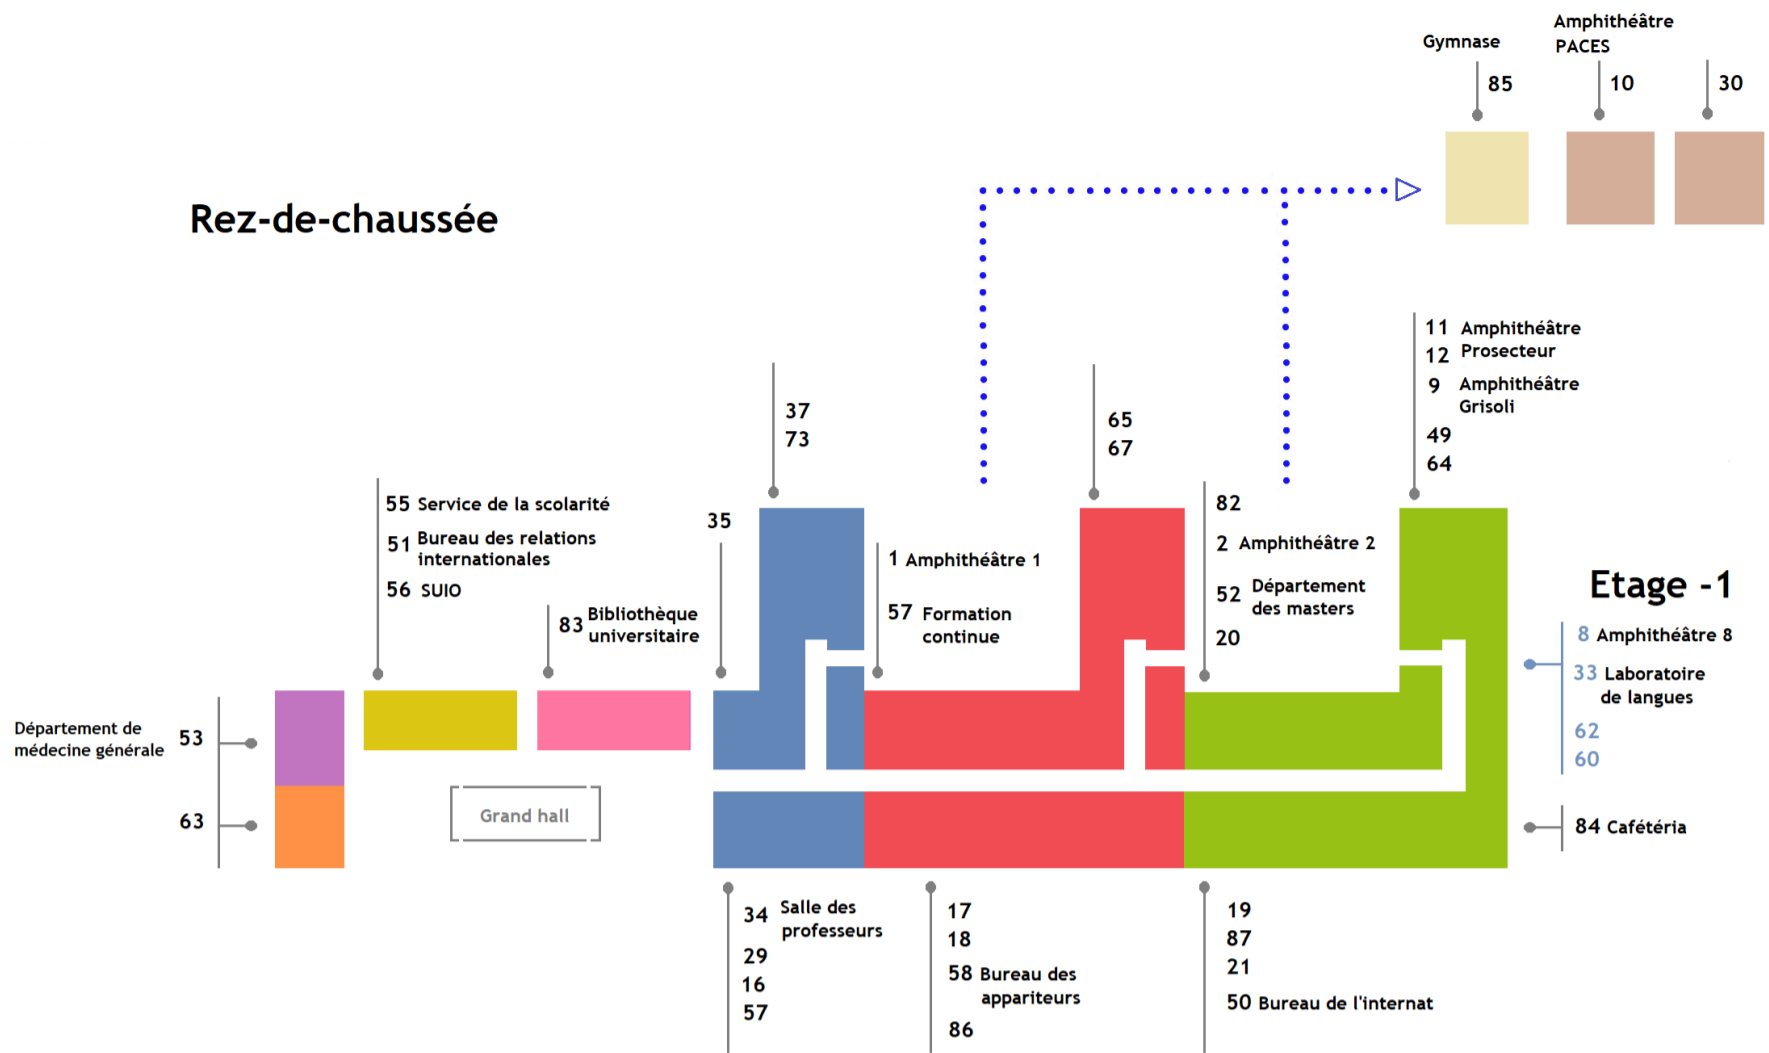 Amphithéâtre
PACES
Gymnase
85
10
30
Rez-de-chaussée
11 Amphithéâtre
12 Prosecteur
9 Amphithéâtre
Grisoli
49
64
37
73
65
67
55 Service de la scolarité
51 Bureau des relations
internationales
56 SUIO
83 Bibliothèque
universitaire
35
1 Amphithéâtre 1
57 Formation
continue
82
2 Amphithéâtre 2
52 Département
des masters
20
Etage -1
8 Amphithéâtre 8
33 Laboratoire
de langues
62
60
84 Cafétéria
Département de
médecine générale
53
63
Grand hall
34 Salle des
professeurs
29
16
57
17
18
58 Bureau des
appariteurs
86
19
87
21
50 Bureau de l'internat